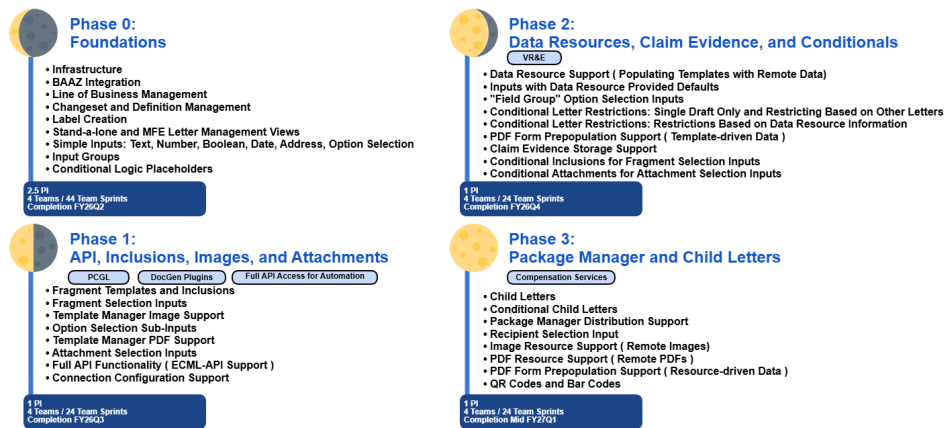 Phase 0:
Foundations
• Infrastructure
• BAAZ Integration
• Line of Business Management
• Changeset and Definition Management
• Label Creation
• Stand-a-lone and MFE Letter Management Views
• Simple Inputs: Text, Number, Boolean, Date, Address, Option Selection
• Input Groups
• Conditional Logic Placeholders
2.5 PI
4 Teams / 44 Team Sprints
Completion FY26Q2
Phase 1:
API, Inclusions, Images, and Attachments
PCGL
DocGen Plugins
Full API Access for Automation
• Fragment Templates and Inclusions
• Fragment Selection Inputs
• Template Manager Image Support
• Option Selection Sub-Inputs
• Template Manager PDF Support
• Attachment Selection Inputs
• Full API Functionality ( ECML-API Support )
• Connection Configuration Support
1 PI
4 Teams / 24 Team Sprints
Completion FY26Q3
Phase 2:
Data Resources, Claim Evidence, and Conditionals
VR&E
• Data Resource Support ( Populating Templates with Remote Data)
• Inputs with Data Resource Provided Defaults
• "Field Group" Option Selection Inputs
• Conditional Letter Restrictions: Single Draft Only and Restricting Based on Other Letters
• Conditional Letter Restrictions: Restrictions Based on Data Resource Information
• PDF Form Prepopulation Support ( Template-driven Data )
• Claim Evidence Storage Support
• Conditional Inclusions for Fragment Selection Inputs
• Conditional Attachments for Attachment Selection Inputs
1 PI
4 Teams / 24 Team Sprints
Completion FY26Q4
Phase 3:
Package Manager and Child Letters
Compensation Services
• Child Letters
• Conditional Child Letters
• Package Manager Distribution Support
• Recipient Selection Input
• Image Resource Support ( Remote Images)
• PDF Resource Support ( Remote PDFs )
• PDF Form Prepopulation Support ( Resource-driven Data )
• QR Codes and Bar Codes
1 PI
4 Teams / 24 Team Sprints
Completion Mid FY27Q1